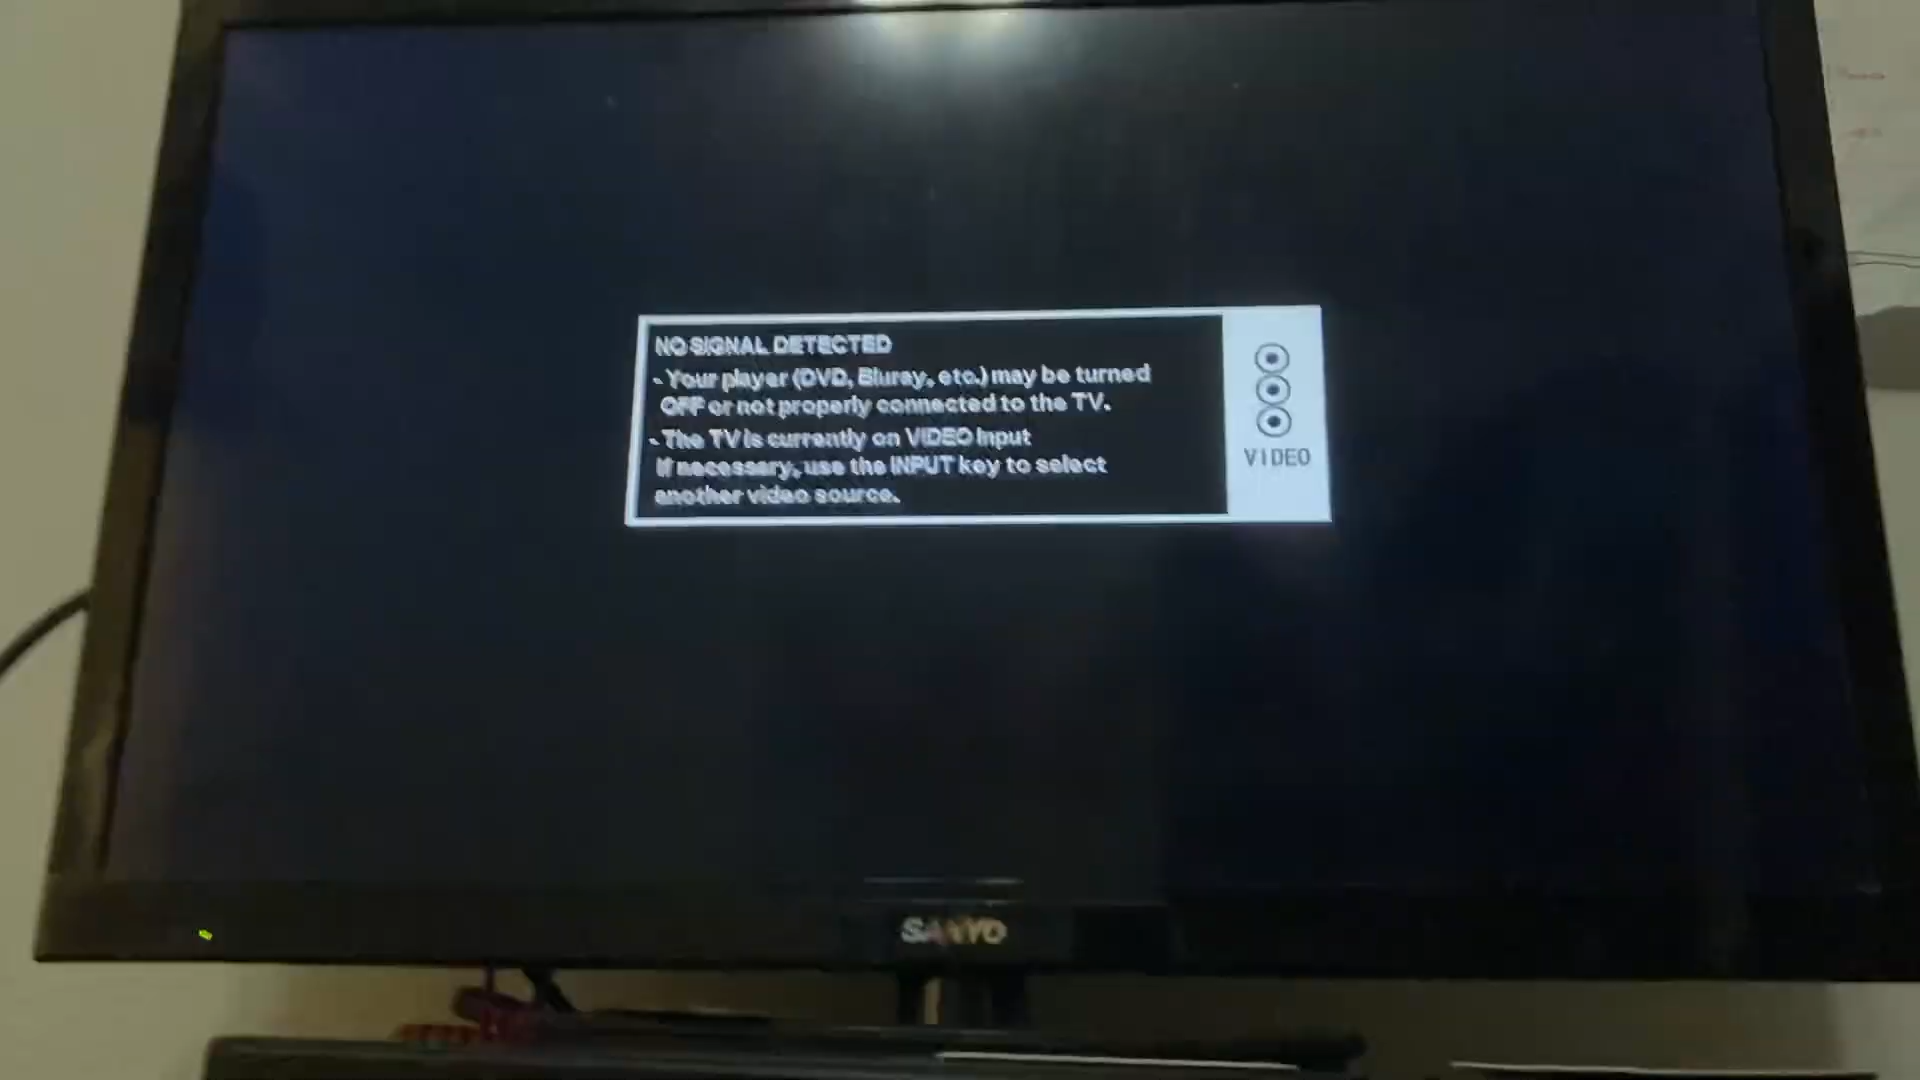 NO SIGNAL DETECTED
- Your player (DVD, Bluray, etc.) may be turned
OFF or not properly connected to the TV.
- The TV is currently on VIDEO Input
If necessary, use the INPUT key to select
another video source.
VIDEO
SANYO